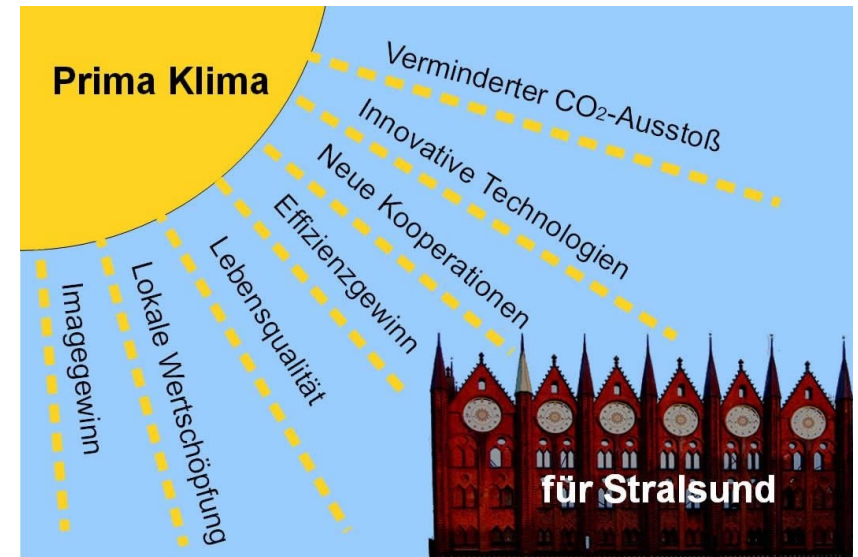 Prima Klima
Verminderter CO₂-Ausstoß
Innovative Technologien
Neue Kooperationen
Effizienzgewinn
Lebensqualität
Lokale Wertschöpfung
Imagegewinn
für Stralsund